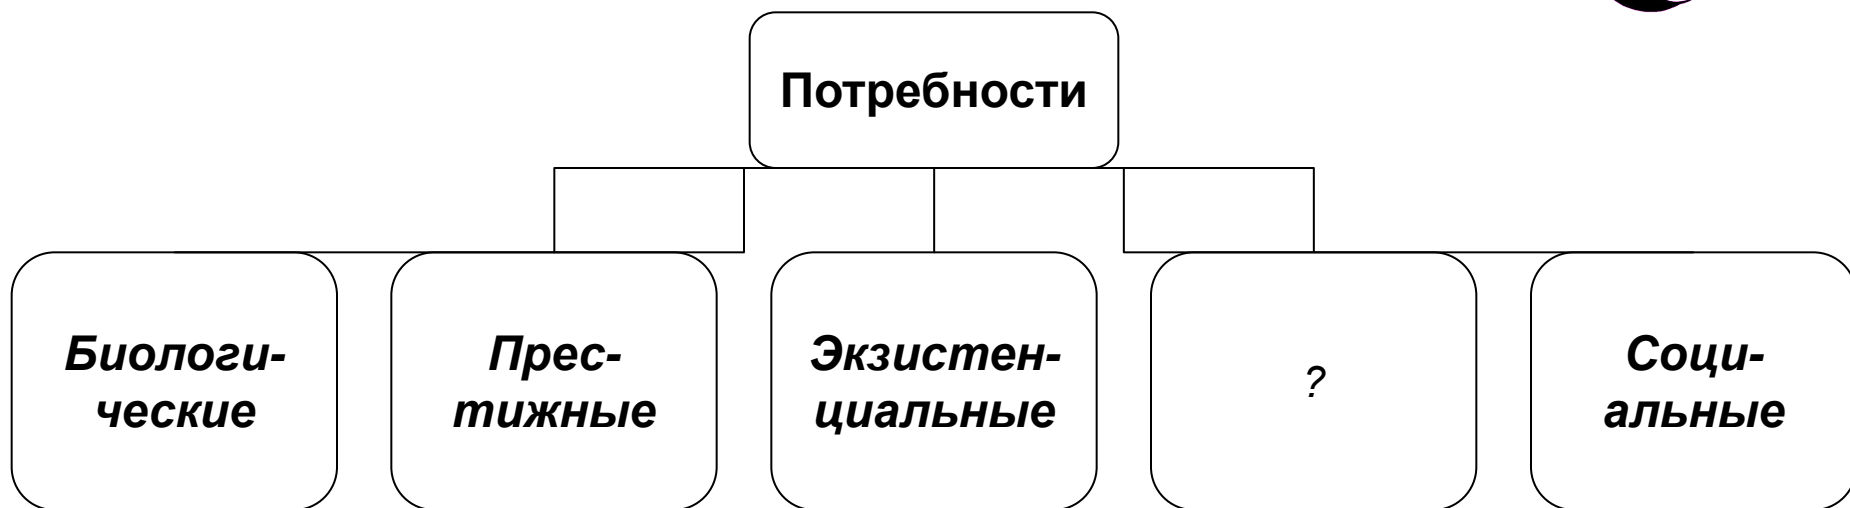 Потребности
Биологи-
ческие
Прес-
тижные
Экзистен-
циальные
?
Соци-
альные